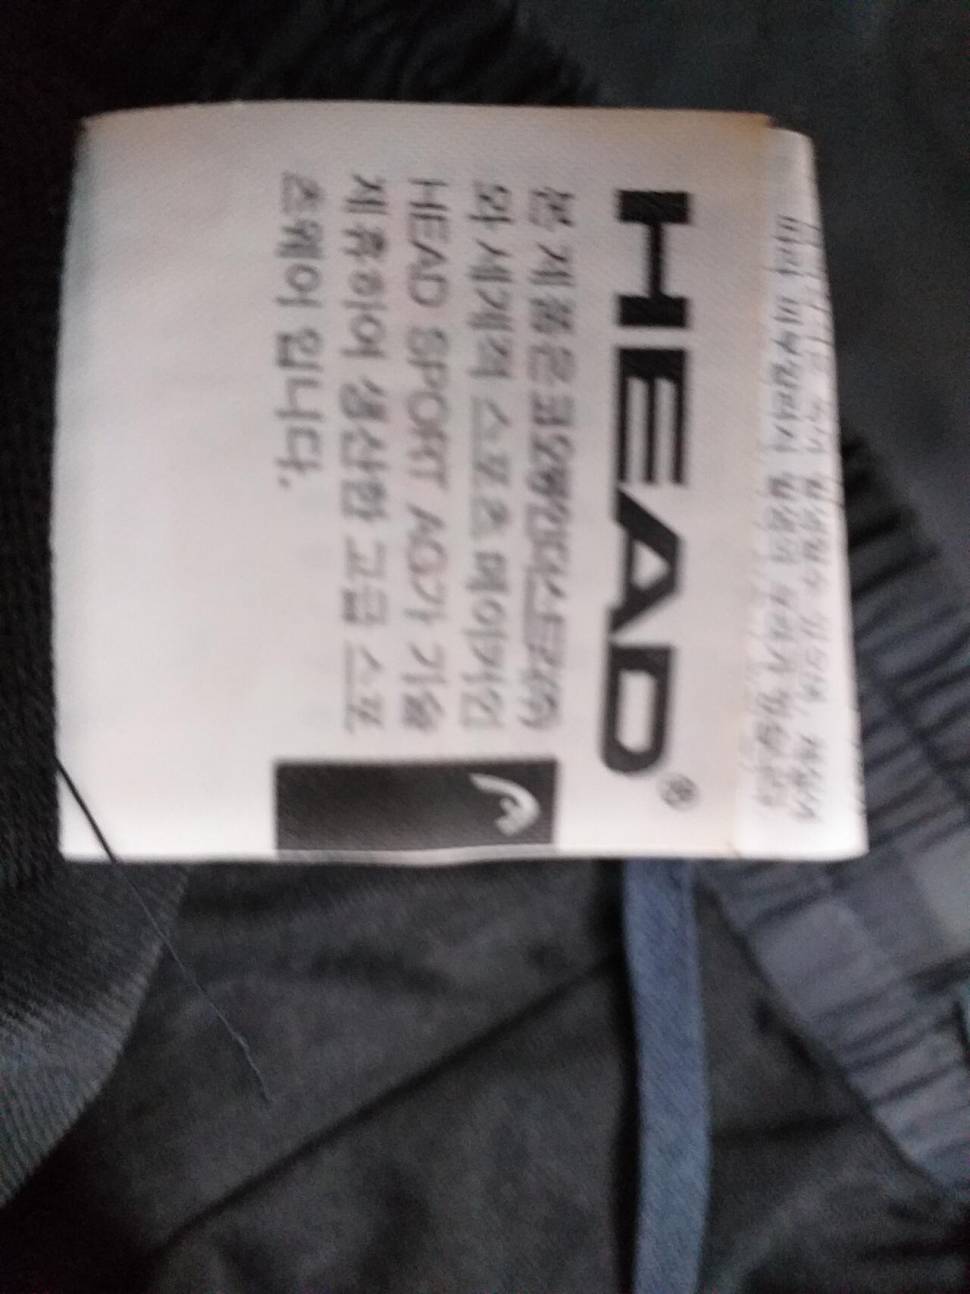 HEAD®
본 제품은 코오롱인더스트리(주)
와 세계적 스포츠 메이커인
HEAD SPORT AG가 기술
제휴하여 생산한 고급 스포
츠웨어 입니다.